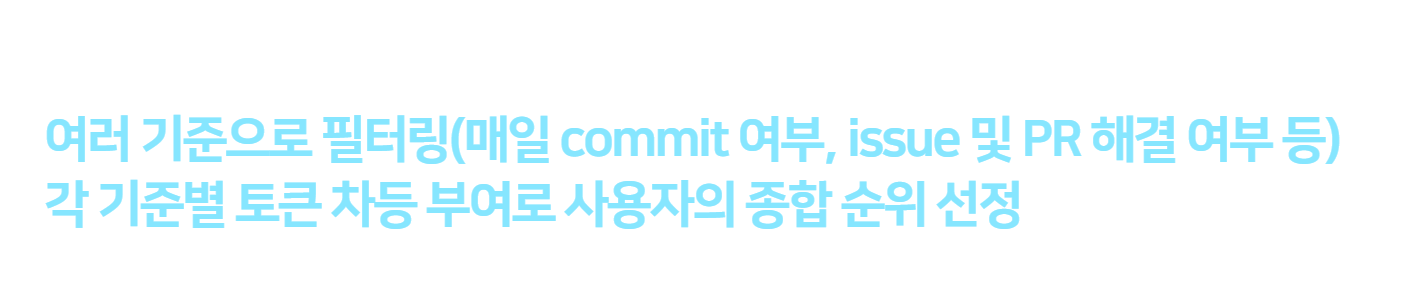 여러 기준으로 필터링(매일 commit 여부, issue 및 PR 해결 여부 등)
각 기준별 토큰 차등 부여로 사용자의 종합 순위 선정